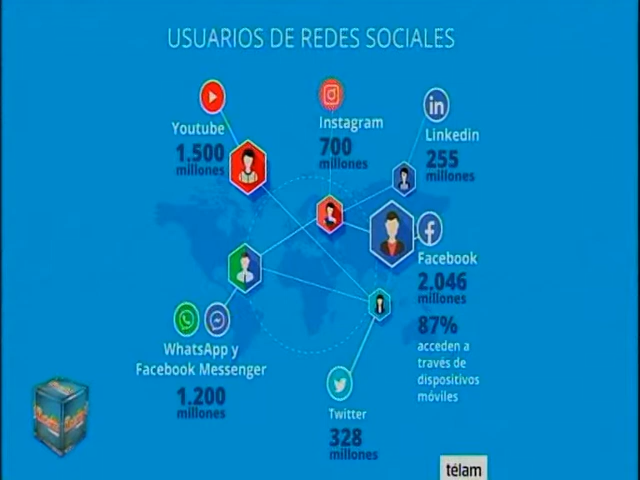 USUARIOS DE REDES SOCIALES
Youtube
1.500
millones
Instagram
700
millones
in
Linkedin
255
millones
f
Facebook
2.046
millones
87%
acceden a
través de
dispositivos
móviles
WhatsApp y
Facebook Messenger
1.200
millones
Twitter
328
millones
télam